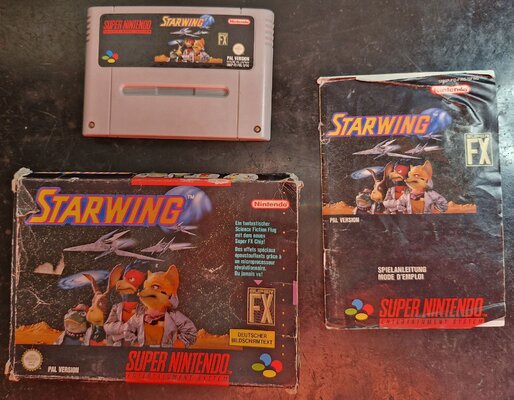 SUPER NINTENDO
STARWING
FX
PAL VERSION
STARWING™
Nintendo
Ein fantastischer
Science Fiction Flug
mit dem neuen
Super FX Chip!
Des effets spéciaux
époustouflants grâce à
un microprocesseur
révolutionnaire.
Du jamais vu!
FX
DEUTSCHER
BILDSCHIRMTEXT
PAL VERSION
SUPER NINTENDO
ENTERTAINMENT SYSTEM
Nintendo
STARWING
FX
PAL VERSION
SPIELANLEITUNG
MODE D'EMPLOI
SUPER NINTENDO
ENTERTAINMENT SYSTEM